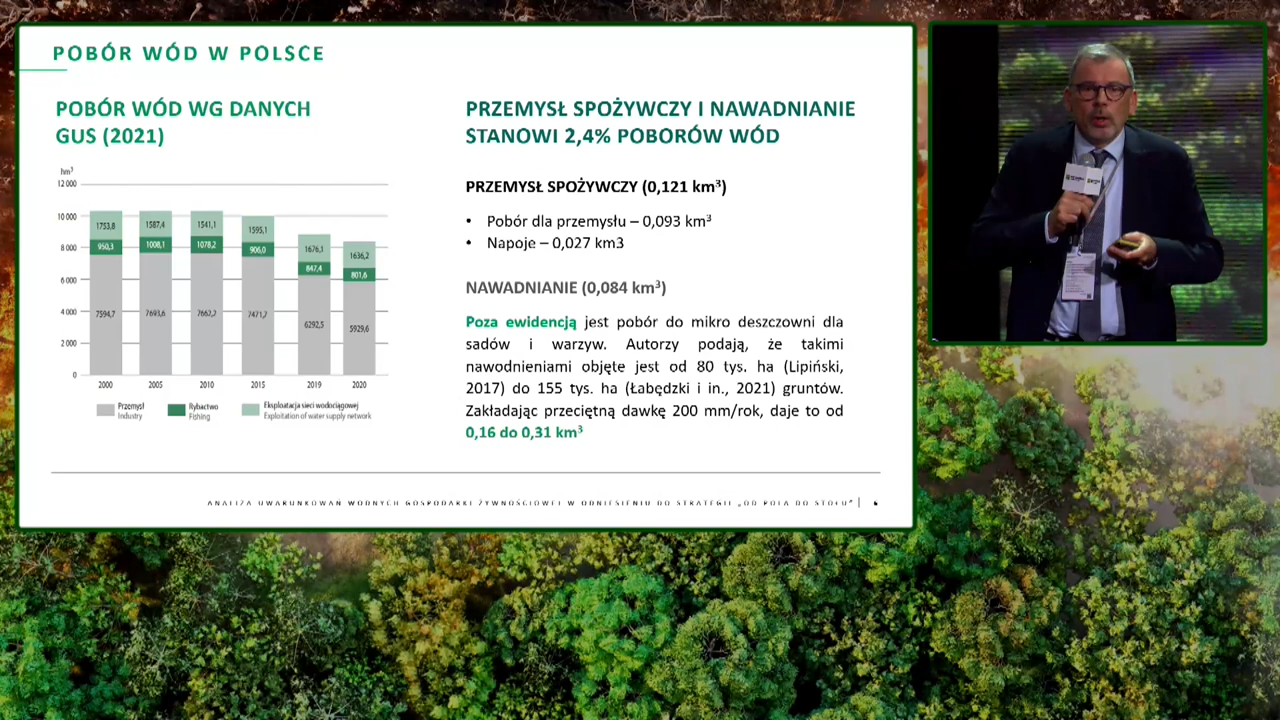 POBÓR WÓD W POLSCE
POBÓR WÓD WG DANYCH
GUS (2021)
hm³
12 000
10 000
8 000
6 000
4 000
2 000
0
1753,8
950,3
7594,7
1587,4
1008,1
7693,6
1541,1
1078,2
7662,2
1595,1
906,0
7471,7
1676,1
847,4
6292,5
1636,2
801,6
5929,6
2000
2005
2010
2015
2019
2020
Przemysł
Industry
Rybactwo
Fishing
Eksploatacja sieci wodociągowej
Exploitation of water supply network
PRZEMYSŁ SPOŻYWCZY I NAWADNIANIE
STANOWI 2,4% POBORÓW WÓD
PRZEMYSŁ SPOŻYWCZY (0,121 km³)
• Pobór dla przemysłu – 0,093 km³
• Napoje – 0,027 km3
NAWADNIANIE (0,084 km³)
Poza ewidencją jest pobór do mikro deszczowni dla
sadów i warzyw. Autorzy podają, że takimi
nawodnieniami objęte jest od 80 tys. ha (Lipiński,
2017) do 155 tys. ha (Łabędzki i in., 2021) gruntów.
Zakładając przeciętną dawkę 200 mm/rok, daje to od
0,16 do 0,31 km³
ANALIZA UWARUNKOWAŃ WODNYCH GOSPODARKI ŻYWNOŚCIOWEJ W ODNIESIENIU DO STRATEGII „OD POLA DO STOŁU" | 6